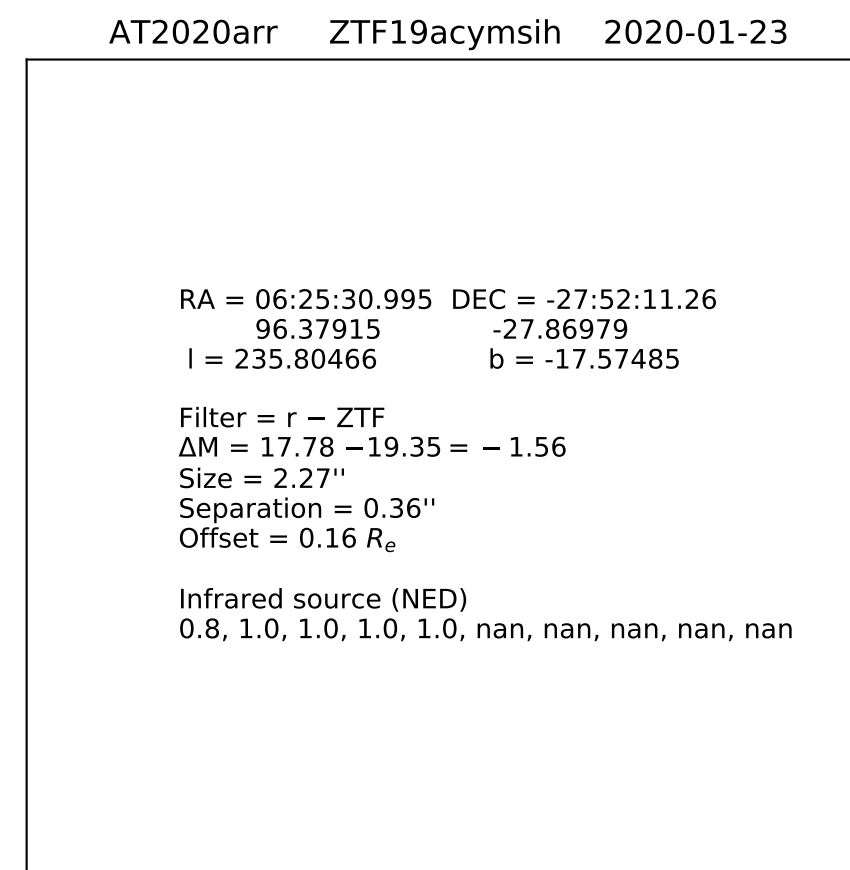 AT2020arr ZTF19acymsih 2020-01-23
RA = 06:25:30.995 DEC = -27:52:11.26
96.37915 -27.86979
l = 235.80466 b = -17.57485
Filter = r − ZTF
ΔM = 17.78 −19.35 = − 1.56
Size = 2.27''
Separation = 0.36''
Offset = 0.16 Re
Infrared source (NED)
0.8, 1.0, 1.0, 1.0, 1.0, nan, nan, nan, nan, nan